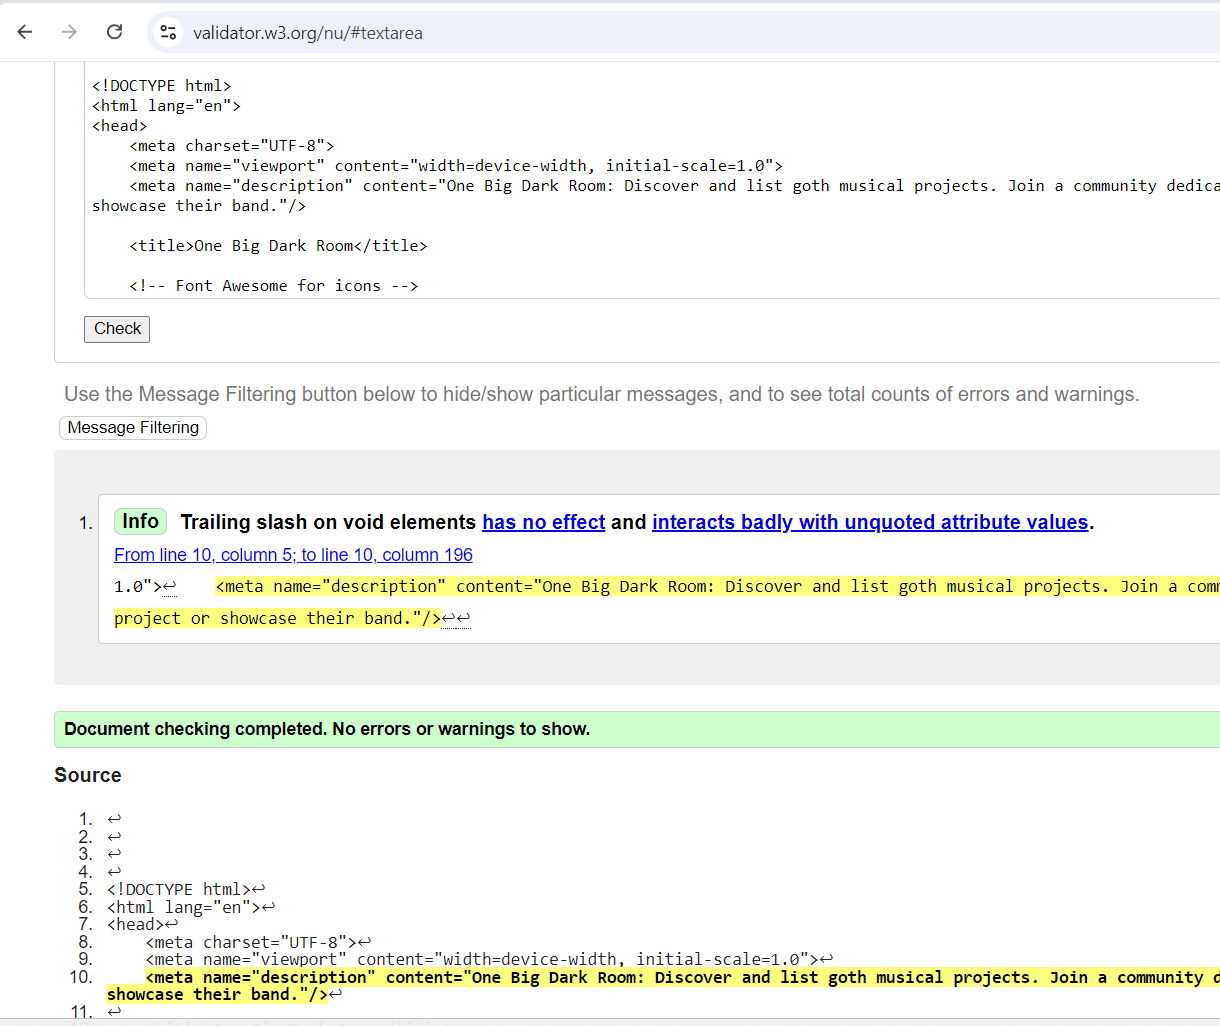 validator.w3.org/nu/#textarea
<!DOCTYPE html>
<html lang="en">
<head>
    <meta charset="UTF-8">
    <meta name="viewport" content="width=device-width, initial-scale=1.0">
    <meta name="description" content="One Big Dark Room: Discover and list goth musical projects. Join a community
showcase their band."/>
    <title>One Big Dark Room</title>
    <!-- Font Awesome for icons -->
Check
Use the Message Filtering button below to hide/show particular messages, and to see total counts of errors and warnings.
Message Filtering
1. Info Trailing slash on void elements has no effect and interacts badly with unquoted attribute values.
From line 10, column 5; to line 10, column 196
1.0">↩    <meta name="description" content="One Big Dark Room: Discover and list goth musical projects. Join a
project or showcase their band."/>↩↩
Document checking completed. No errors or warnings to show.
Source
1. ↩
2. ↩
3. ↩
4. ↩
5. <!DOCTYPE html>↩
6. <html lang="en">↩
7. <head>↩
8.     <meta charset="UTF-8">↩
9.     <meta name="viewport" content="width=device-width, initial-scale=1.0">↩
10.     <meta name="description" content="One Big Dark Room: Discover and list goth musical projects. Join a community
showcase their band."/>↩
11. ↩